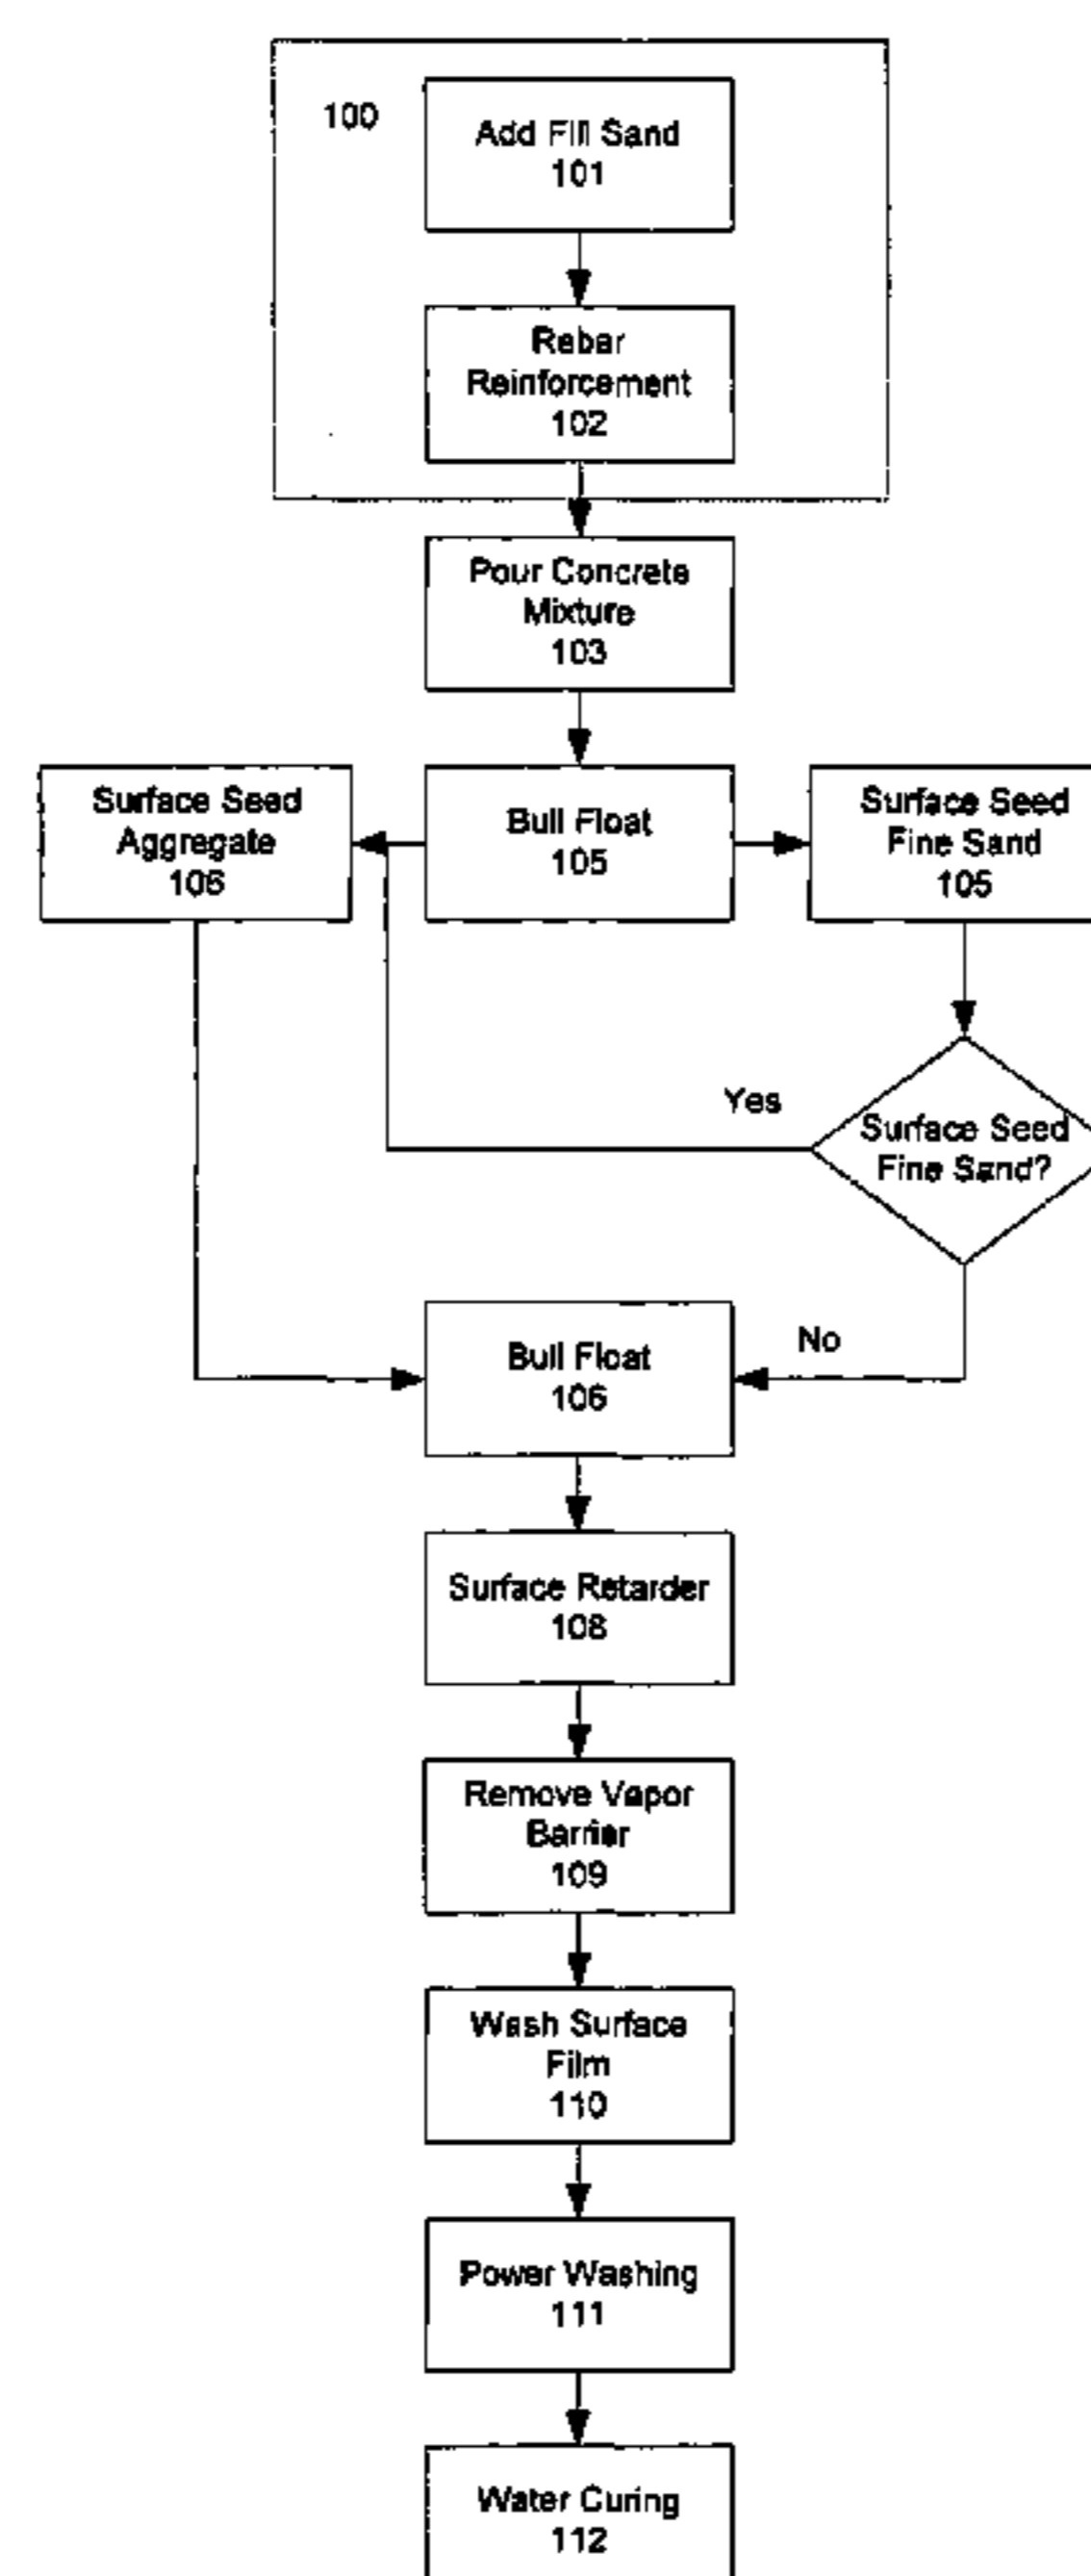 100
Add Fill Sand
101
Rebar
Reinforcement
102
Pour Concrete
Mixture
103
Surface Seed
Aggregate
106
Bull Float
105
Surface Seed
Fine Sand
105
Yes
Surface Seed
Fine Sand?
No
Bull Float
106
Surface Retarder
108
Remove Vapor
Barrier
109
Wash Surface
Film
110
Power Washing
111
Water Curing
112